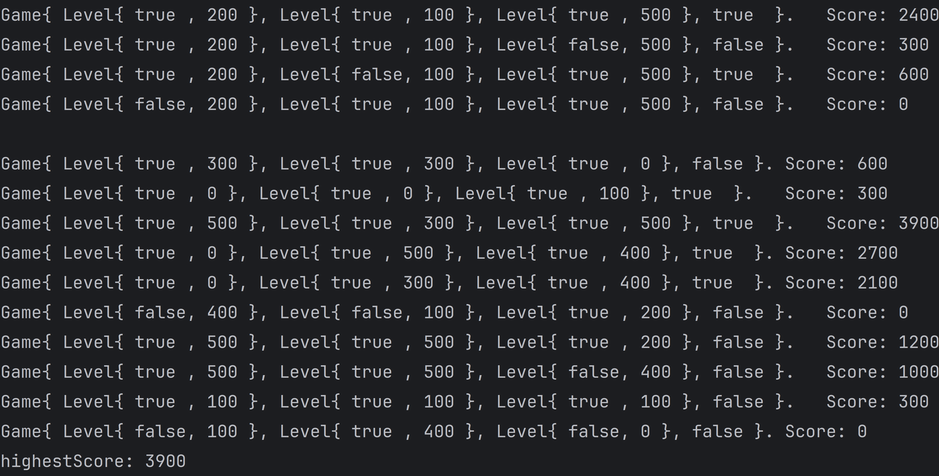 Game{ Level{ true , 200 }, Level{ true , 100 }, Level{ true , 500 }, true  }.   Score: 2400
Game{ Level{ true , 200 }, Level{ true , 100 }, Level{ false, 500 }, false }.   Score: 300
Game{ Level{ true , 200 }, Level{ false, 100 }, Level{ true , 500 }, true  }.   Score: 600
Game{ Level{ false, 200 }, Level{ true , 100 }, Level{ true , 500 }, false }.   Score: 0

Game{ Level{ true , 300 }, Level{ true , 300 }, Level{ true , 0 }, false }. Score: 600
Game{ Level{ true , 0 }, Level{ true , 0 }, Level{ true , 100 }, true  }.   Score: 300
Game{ Level{ true , 500 }, Level{ true , 300 }, Level{ true , 500 }, true  }.   Score: 3900
Game{ Level{ true , 0 }, Level{ true , 500 }, Level{ true , 400 }, true  }. Score: 2700
Game{ Level{ true , 0 }, Level{ true , 300 }, Level{ true , 400 }, true  }. Score: 2100
Game{ Level{ false, 400 }, Level{ false, 100 }, Level{ true , 200 }, false }.   Score: 0
Game{ Level{ true , 500 }, Level{ true , 500 }, Level{ true , 200 }, false }.   Score: 1200
Game{ Level{ true , 500 }, Level{ true , 500 }, Level{ false, 400 }, false }.   Score: 1000
Game{ Level{ true , 100 }, Level{ true , 100 }, Level{ true , 100 }, false }.   Score: 300
Game{ Level{ false, 100 }, Level{ true , 400 }, Level{ false, 0 }, false }. Score: 0
highestScore: 3900